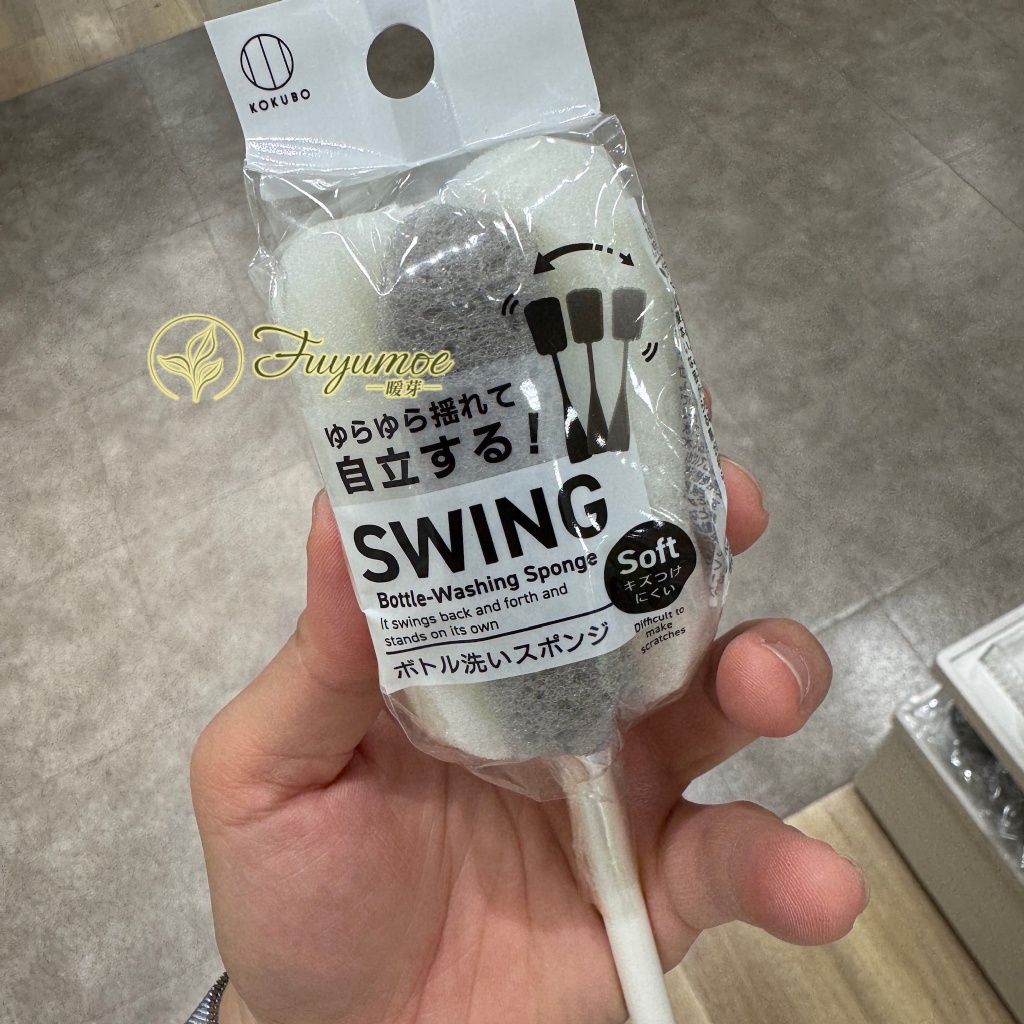 KOKUBO
Fuyumoe
暖芽
ゆらゆら揺れて
自立する!
SWING
Bottle-Washing Sponge
It swings back and forth and
stands on its own
ボトル洗いスポンジ
Soft
キズつけ
にくい
Difficult to
make
scratches